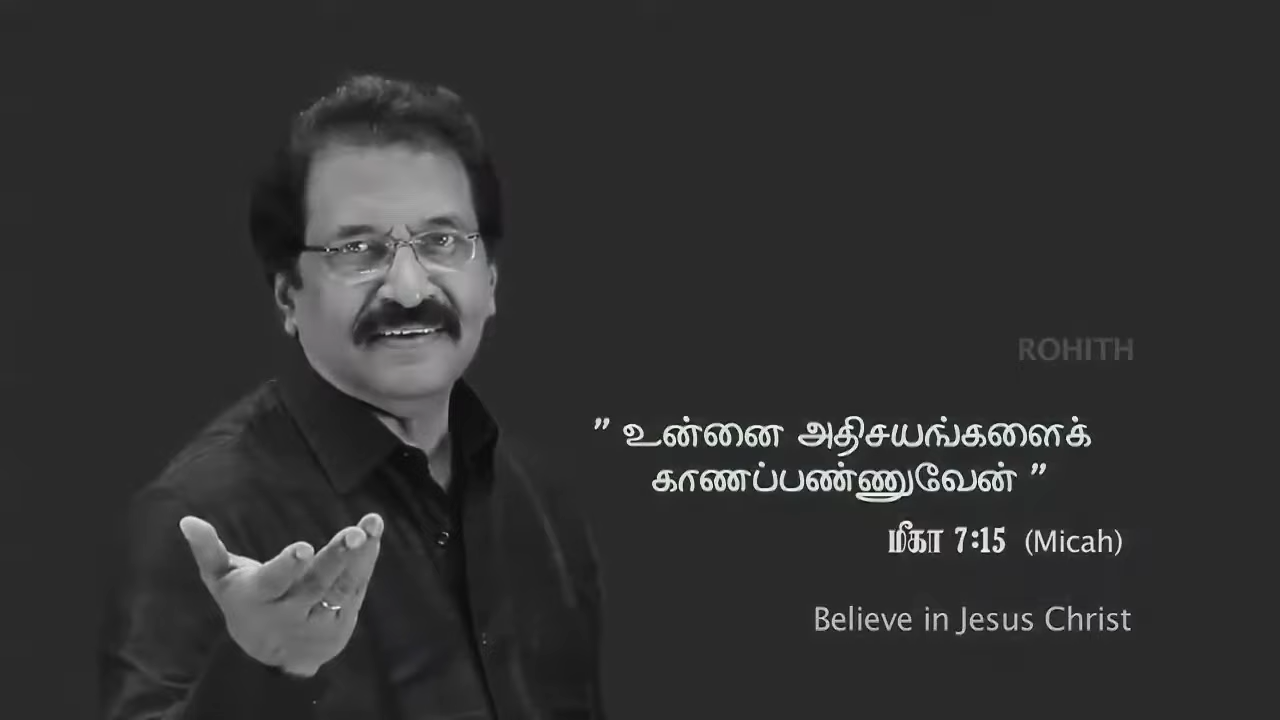 ROHITH
" உன்னை அதிசயங்களைக்
காணப்பண்ணுவேன் "
மீகா 7:15 (Micah)
Believe in Jesus Christ